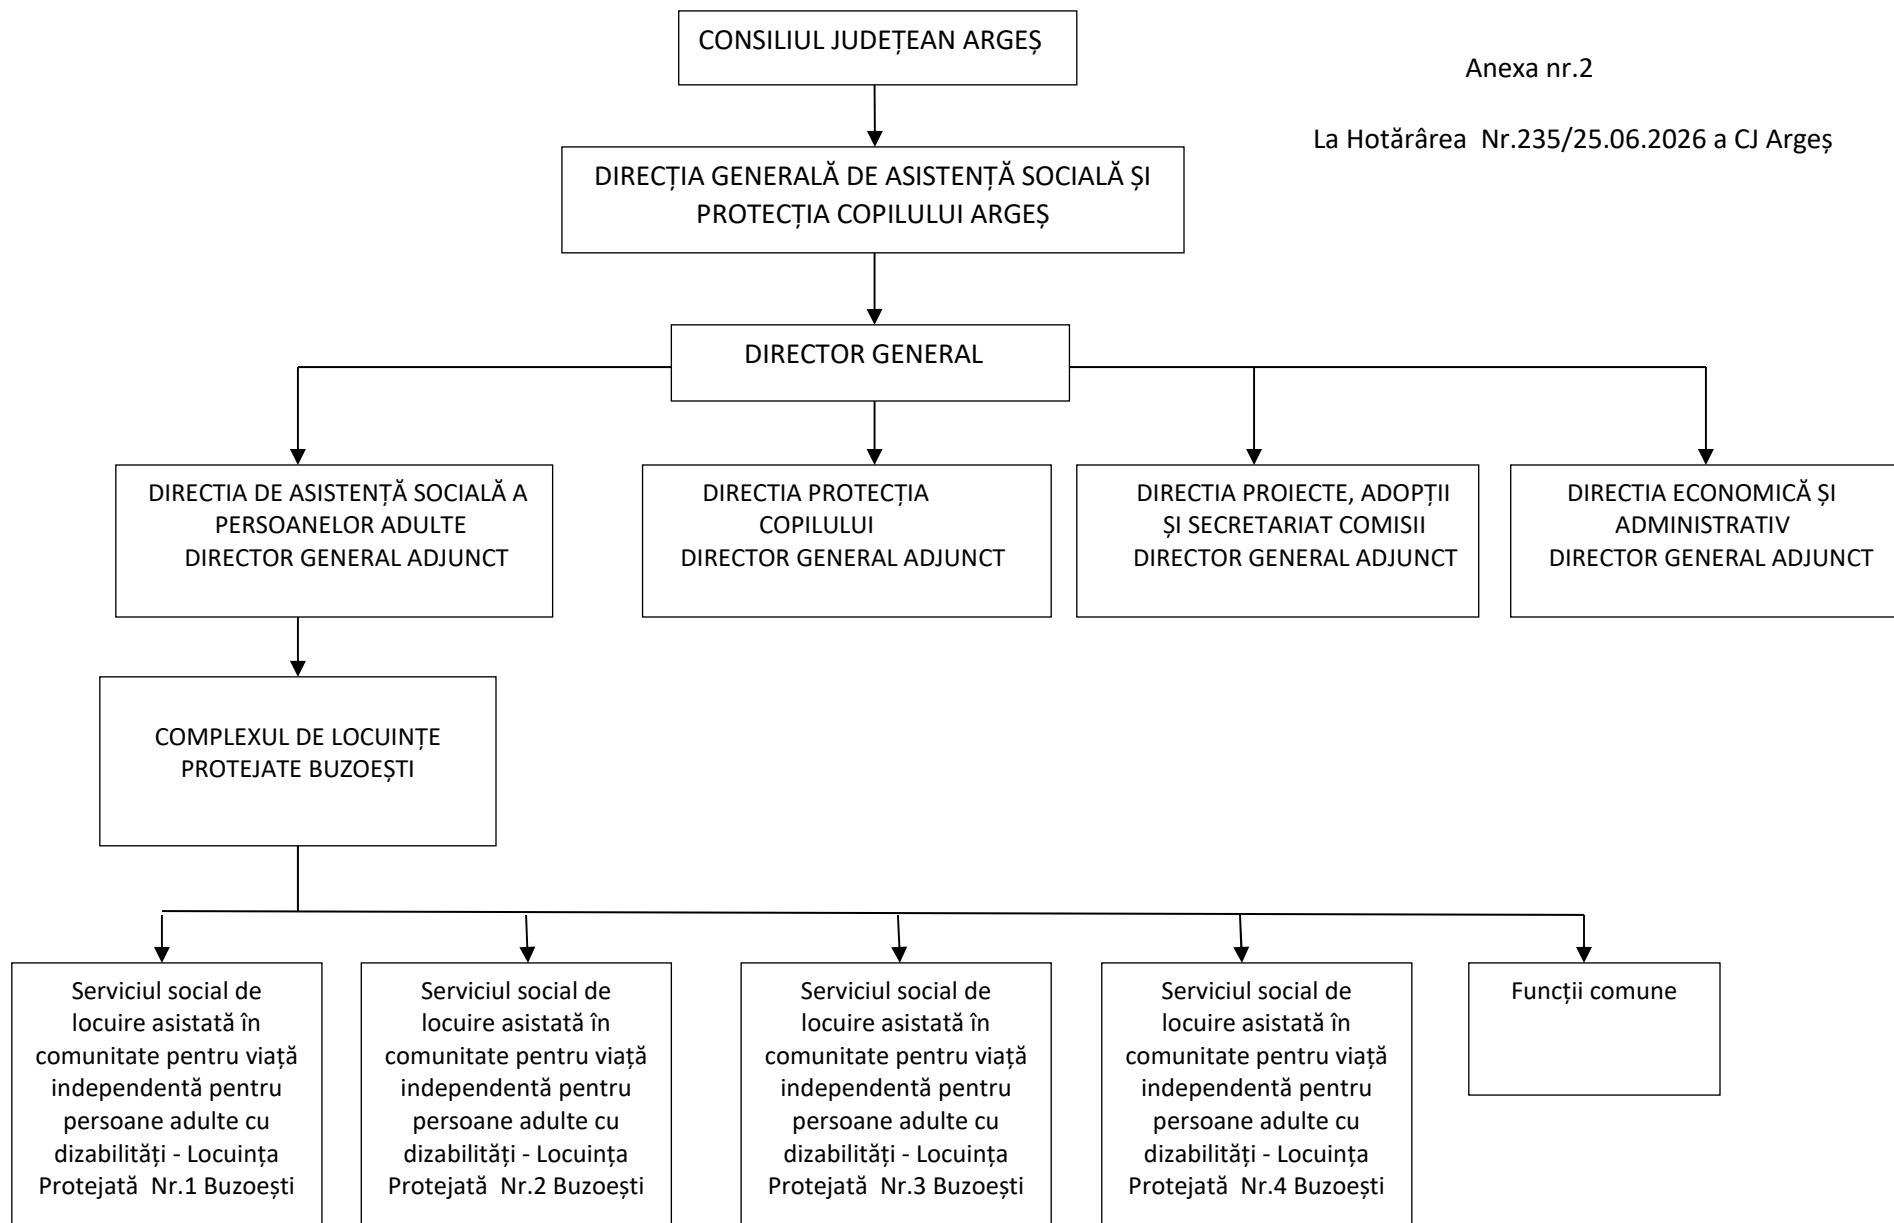 CONSILIUL JUDEȚEAN ARGEȘ
Anexa nr.2
La Hotărârea  Nr.235/25.06.2026 a CJ Argeș
DIRECȚIA GENERALĂ DE ASISTENȚĂ SOCIALĂ ȘI
PROTECȚIA COPILULUI ARGEȘ
DIRECTOR GENERAL
DIRECTIA DE ASISTENȚĂ SOCIALĂ A
PERSOANELOR ADULTE
DIRECTOR GENERAL ADJUNCT
DIRECTIA PROTECȚIA
COPILULUI
DIRECTOR GENERAL ADJUNCT
DIRECTIA PROIECTE, ADOPȚII
ȘI SECRETARIAT COMISII
DIRECTOR GENERAL ADJUNCT
DIRECTIA ECONOMICĂ ȘI
ADMINISTRATIV
DIRECTOR GENERAL ADJUNCT
COMPLEXUL DE LOCUINȚE
PROTEJATE BUZOEȘTI
Serviciul social de
locuire asistată în
comunitate pentru viață
independentă pentru
persoane adulte cu
dizabilități - Locuința
Protejată  Nr.1 Buzoești
Serviciul social de
locuire asistată în
comunitate pentru viață
independentă pentru
persoane adulte cu
dizabilități - Locuința
Protejată  Nr.2 Buzoești
Serviciul social de
locuire asistată în
comunitate pentru viață
independentă pentru
persoane adulte cu
dizabilități - Locuința
Protejată  Nr.3 Buzoești
Serviciul social de
locuire asistată în
comunitate pentru viață
independentă pentru
persoane adulte cu
dizabilități - Locuința
Protejată  Nr.4 Buzoești
Funcții comune